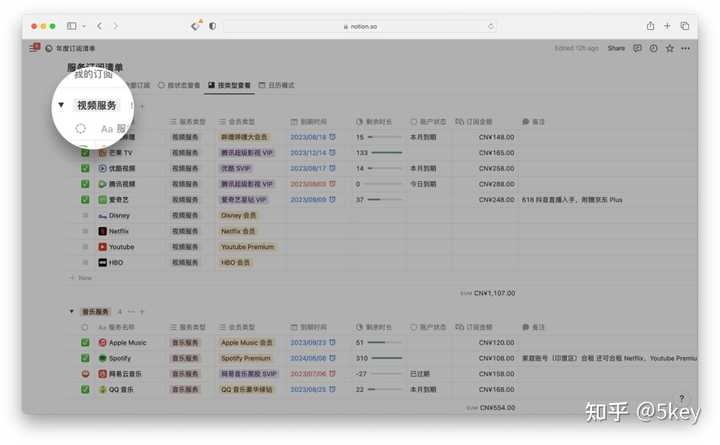 notion.so
年度订阅清单
Edited 12h ago Share
服务订阅清单
我的订阅 部订阅 按状态查看 按类型查看 日历模式
视频服务
Aa 服 服务类型 会员类型 到期时间 剩余时长 账户状态 订阅金额 备注
哔哩 视频服务 哔哩哔哩大会员 2023/08/18 15 本月到期 CN¥148.00
芒果 TV 视频服务 腾讯超级影视 VIP 2023/12/14 133 CN¥165.00
优酷视频 视频服务 优酷 SVIP 2023/08/17 14 本月到期 CN¥258.00
腾讯视频 视频服务 腾讯超级影视 VIP 2023/08/03 0 今日到期 CN¥288.00
爱奇艺 视频服务 爱奇艺星钻 VIP 2023/09/09 37 CN¥248.00 618 抖音直播入手，附赠京东 Plus
Disney 视频服务 Disney 会员
Netflix 视频服务 Netflix 会员
Youtube 视频服务 Youtube Premium
HBO 视频服务 HBO 会员
+ New
SUM CN¥1,107.00
音乐服务 4
Aa 服务名称 服务类型 会员类型 到期时间 剩余时长 账户状态 订阅金额 备注
Apple Music 音乐服务 Apple Music 会员 2023/09/23 51 CN¥120.00
Spotify 音乐服务 Spotify Premium 2024/06/08 310 CN¥108.00 家庭账号（印度区）合租 还可合租 Netflix，Youtube Premiu
网易云音乐 音乐服务 网易云音乐黑胶 SVIP 2023/07/06 -27 已过期 CN¥158.00
QQ 音乐 音乐服务 QQ 音乐豪华绿钻 2023/08/25 22 本月到期 CN¥168.00
SUM CN¥554.00
?
知乎 @5key